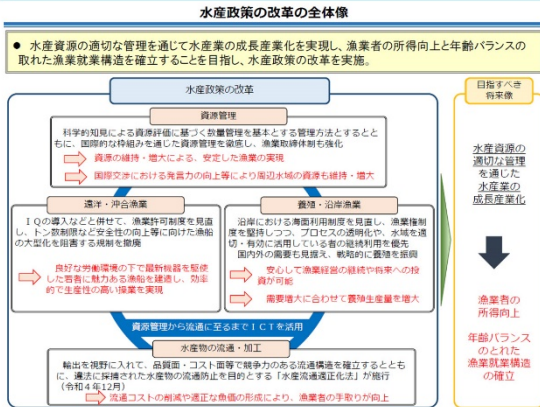 水産政策の改革の全体像
● 水産資源の適切な管理を通じて水産業の成長産業化を実現し、漁業者の所得向上と年齢バランスの
取れた漁業就業構造を確立することを目指し、水産政策の改革を実施。
水産政策の改革
資源管理
科学的知見による資源評価に基づく数量管理を基本とする管理方法とするとと
もに、国際的な枠組みを通じた資源管理を徹底し、漁業取締体制も強化
資源の維持・増大による、安定した漁業の実現
国際交渉における発言力の向上等により周辺水域の資源も維持・増大
遠洋・沖合漁業
ＩＱの導入などと併せて、漁業許可制度を見直
し、トン数制限など安全性の向上等に向けた漁船
の大型化を阻害する規制を撤廃
良好な労働環境の下で最新機器を駆使
した若者に魅力ある漁船を建造し、効率
的で生産性の高い操業を実現
養殖・沿岸漁業
沿岸における海面利用制度を見直し、漁業権制
度を堅持しつつ、プロセスの透明化や、水域を適
切・有効に活用している者の継続利用を優先
国内外の需要も見据え、戦略的に養殖を振興
安心して漁業経営の継続や将来への投
資が可能
需要増大に合わせて養殖生産量を増大
資源管理から流通に至るまでＩＣＴを活用
水産物の流通・加工
輸出を視野に入れて、品質面・コスト面等で競争力のある流通構造を確立するとと
もに、違法に採捕された水産物の流通防止を目的とする「水産流通適正化法」が施行
（令和４年12月）
流通コストの削減や適正な魚価の形成により、漁業者の手取りが向上
目指すべき
将来像
水産資源の
適切な管理
を通じた
水産業の
成長産業化
漁業者の
所得向上
年齢バランス
のとれた
漁業就業構造
の確立